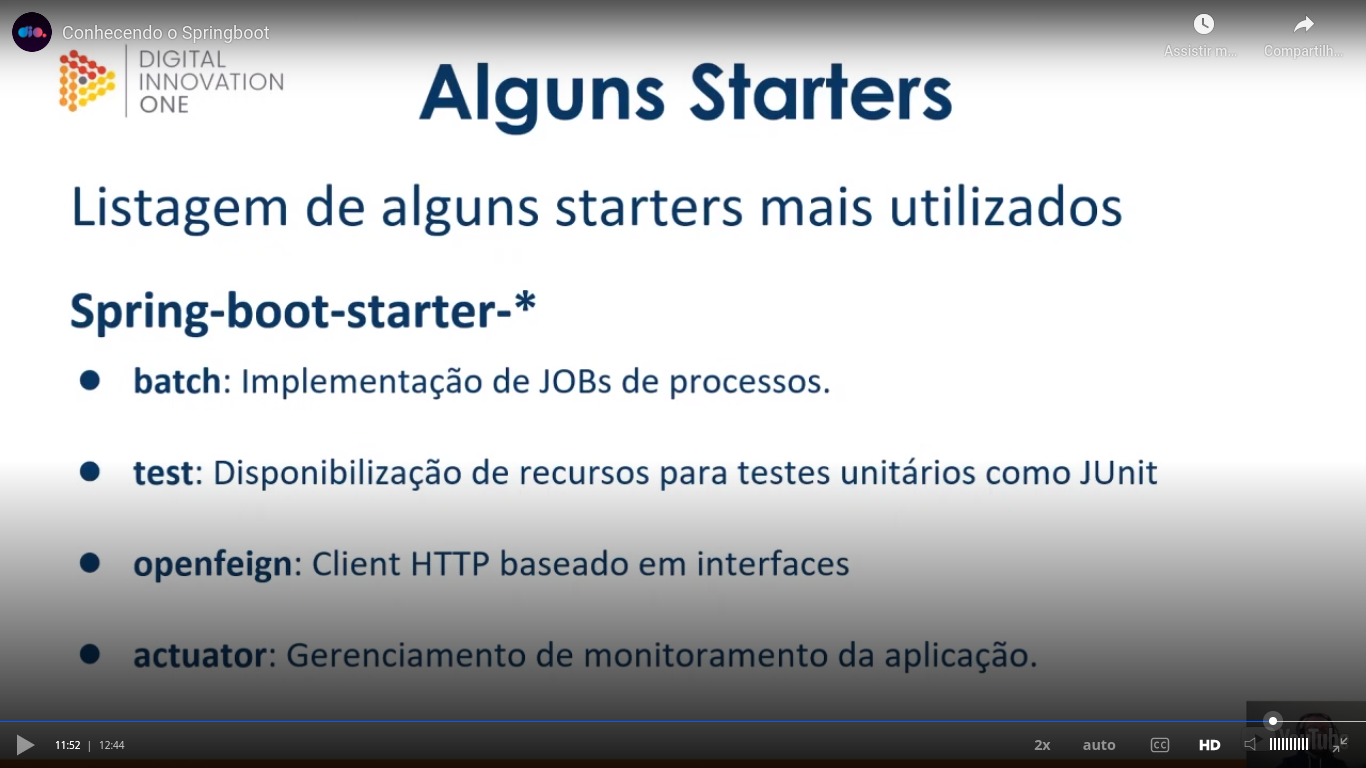 Conhecendo o Springboot
Assistir m...
Compartilh...
DIGITAL
INNOVATION
ONE
Alguns Starters
Listagem de alguns starters mais utilizados
Spring-boot-starter-*
● batch: Implementação de JOBs de processos.
● test: Disponibilização de recursos para testes unitários como JUnit
● openfeign: Client HTTP baseado em interfaces
● actuator: Gerenciamento de monitoramento da aplicação.
11:52 | 12:44
2x
auto
CC
HD
YouTube